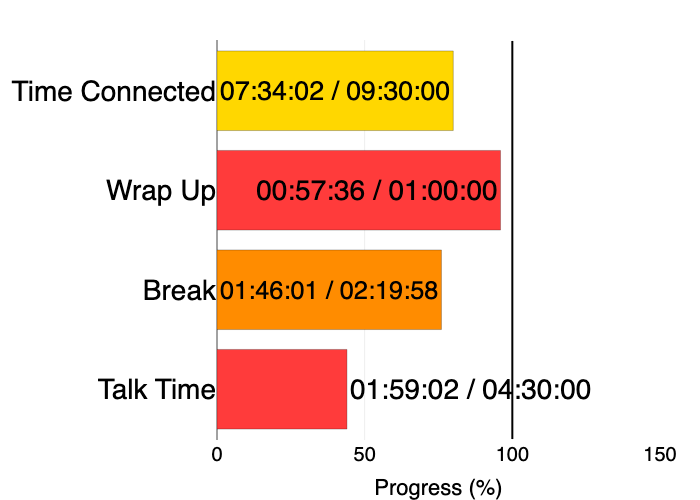 Time Connected 07:34:02 / 09:30:00
Wrap Up 00:57:36 / 01:00:00
Break 01:46:01 / 02:19:58
Talk Time 01:59:02 / 04:30:00
0 50 100 150
Progress (%)